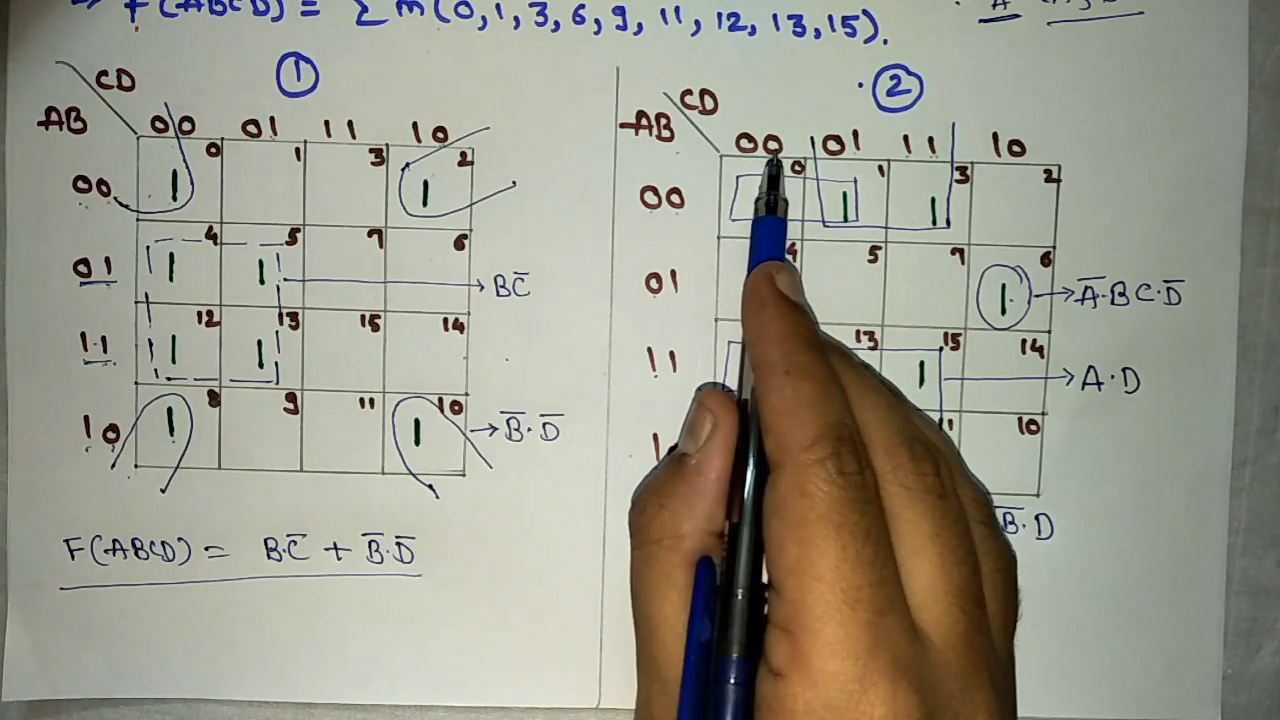 F(ABCD) = Σm(0,1,3,6,9,11,12,13,15).
① ②
CD
AB 00 01 11 10
0 1 3 2
00 1 1
4 5 7 6
01 1 1 → BC̅
12 13 15 14
11 1 1
8 9 11 10
10 1 1 → B̅·D̅
F(ABCD) = B·C̅ + B̅·D̅
CD
AB 00 01 11 10
0 1 3 2
00 1 1
4 5 7 6
01 1 → A̅·BC·D̅
13 15 14
11 1 → A·D
11 10
B̅·D